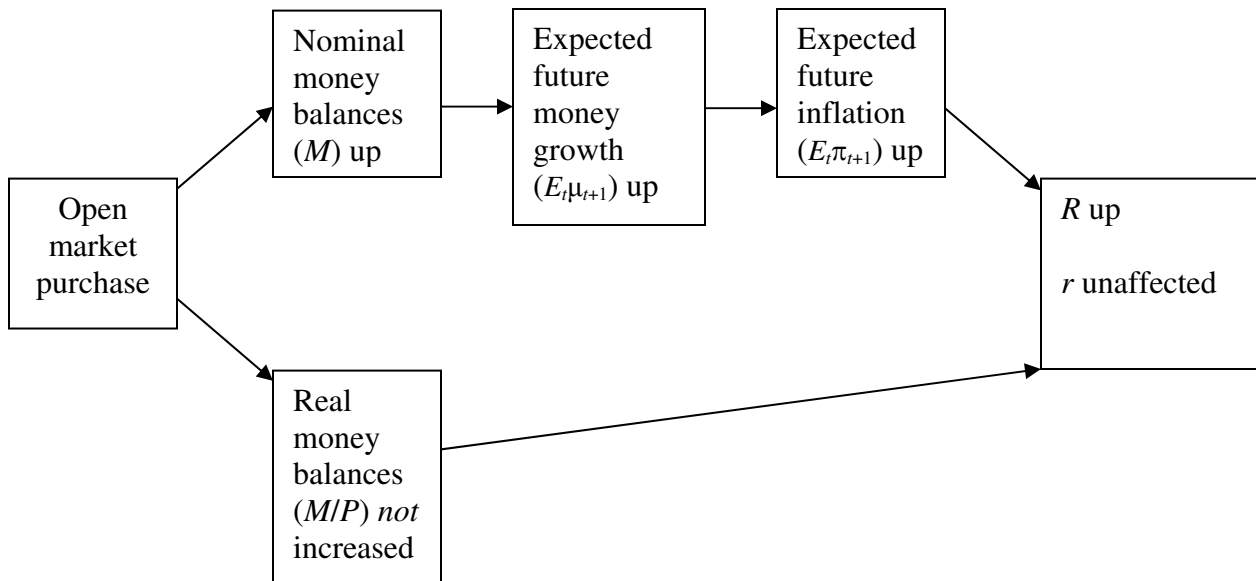 Open
market
purchase
Nominal
money
balances
(M) up
Expected
future
money
growth
(Etμt+1) up
Expected
future
inflation
(Etπt+1) up
Real
money
balances
(M/P) not
increased
R up
r unaffected